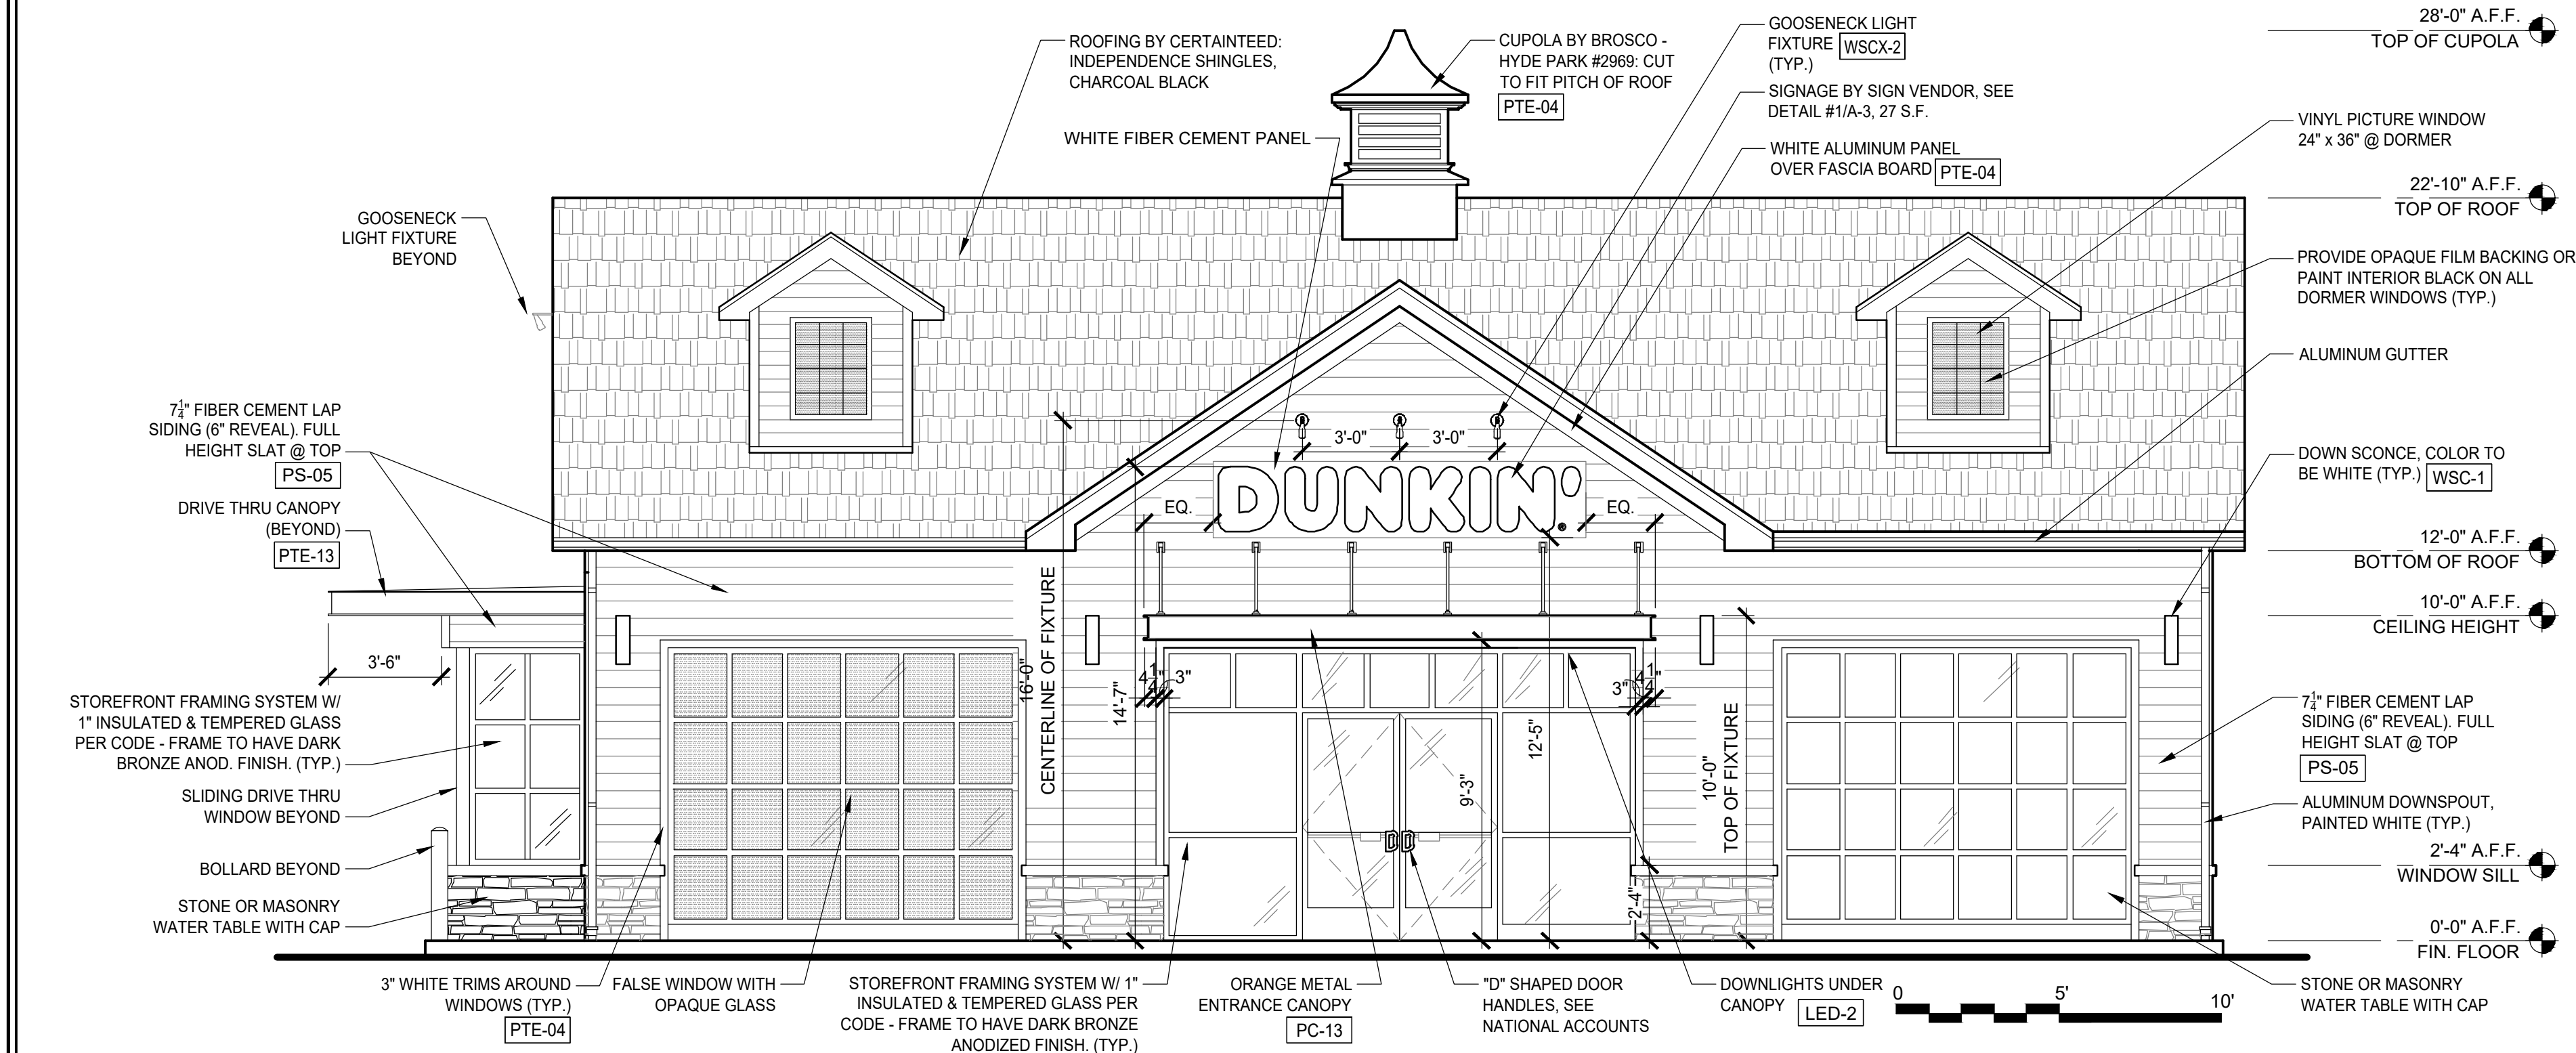 ROOFING BY CERTAINTEED:
INDEPENDENCE SHINGLES,
CHARCOAL BLACK
WHITE FIBER CEMENT PANEL
CUPOLA BY BROSCO -
HYDE PARK #2969: CUT
TO FIT PITCH OF ROOF
PTE-04
GOOSENECK LIGHT
FIXTURE WSCX-2
(TYP.)
SIGNAGE BY SIGN VENDOR, SEE
DETAIL #1/A-3, 27 S.F.
WHITE ALUMINUM PANEL
OVER FASCIA BOARD PTE-04
28'-0" A.F.F.
TOP OF CUPOLA
VINYL PICTURE WINDOW
24" x 36" @ DORMER
22'-10" A.F.F.
TOP OF ROOF
PROVIDE OPAQUE FILM BACKING OR
PAINT INTERIOR BLACK ON ALL
DORMER WINDOWS (TYP.)
ALUMINUM GUTTER
DOWN SCONCE, COLOR TO
BE WHITE (TYP.) WSC-1
12'-0" A.F.F.
BOTTOM OF ROOF
10'-0" A.F.F.
CEILING HEIGHT
7 1/4" FIBER CEMENT LAP
SIDING (6" REVEAL). FULL
HEIGHT SLAT @ TOP
PS-05
ALUMINUM DOWNSPOUT,
PAINTED WHITE (TYP.)
2'-4" A.F.F.
WINDOW SILL
0'-0" A.F.F.
FIN. FLOOR
STONE OR MASONRY
WATER TABLE WITH CAP
GOOSENECK
LIGHT FIXTURE
BEYOND
7 1/4" FIBER CEMENT LAP
SIDING (6" REVEAL). FULL
HEIGHT SLAT @ TOP
PS-05
DRIVE THRU CANOPY
(BEYOND)
PTE-13
3'-6"
STOREFRONT FRAMING SYSTEM W/
1" INSULATED & TEMPERED GLASS
PER CODE - FRAME TO HAVE DARK
BRONZE ANOD. FINISH. (TYP.)
SLIDING DRIVE THRU
WINDOW BEYOND
BOLLARD BEYOND
STONE OR MASONRY
WATER TABLE WITH CAP
3'-0"
3'-0"
EQ.
DUNKIN'®
EQ.
16'-0"
CENTERLINE OF FIXTURE
14'-7"
4 1/4"
3"
3"
4 1/4"
9'-3"
12'-5"
2'-4"
10'-0"
TOP OF FIXTURE
3" WHITE TRIMS AROUND
WINDOWS (TYP.)
PTE-04
FALSE WINDOW WITH
OPAQUE GLASS
STOREFRONT FRAMING SYSTEM W/ 1"
INSULATED & TEMPERED GLASS PER
CODE - FRAME TO HAVE DARK BRONZE
ANODIZED FINISH. (TYP.)
ORANGE METAL
ENTRANCE CANOPY
PC-13
"D" SHAPED DOOR
HANDLES, SEE
NATIONAL ACCOUNTS
DOWNLIGHTS UNDER
CANOPY LED-2
0 5' 10'